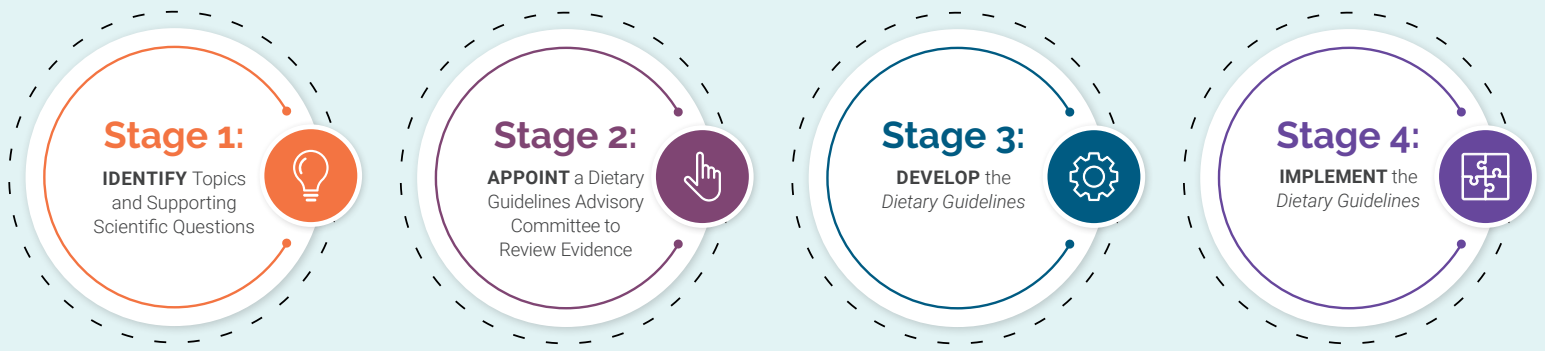 Stage 1:
IDENTIFY Topics
and Supporting
Scientific Questions
Stage 2:
APPOINT a Dietary
Guidelines Advisory
Committee to
Review Evidence
Stage 3:
DEVELOP the
Dietary Guidelines
Stage 4:
IMPLEMENT the
Dietary Guidelines